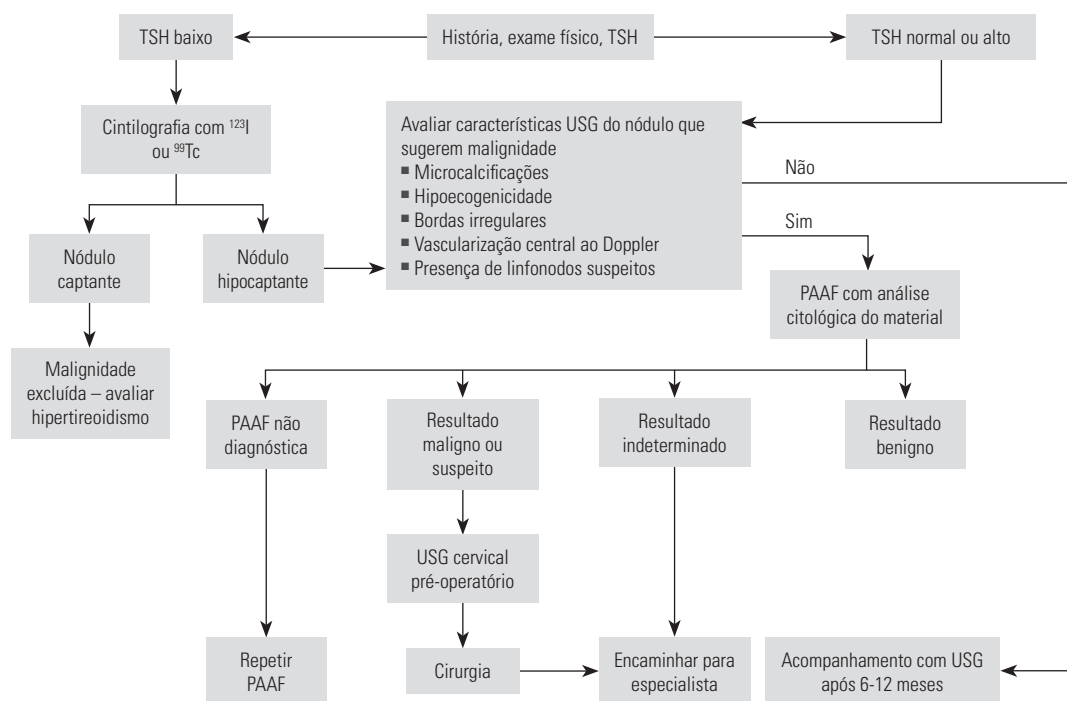 TSH baixo
História, exame físico, TSH
TSH normal ou alto
Cintilografia com ¹²³I
ou ⁹⁹Tc
Avaliar características USG do nódulo que
sugerem malignidade
■ Microcalcificações
■ Hipoecogenicidade
■ Bordas irregulares
■ Vascularização central ao Doppler
■ Presença de linfonodos suspeitos
Não
Sim
Nódulo
captante
Nódulo
hipocaptante
PAAF com análise
citológica do material
Malignidade
excluída – avaliar
hipertireoidismo
PAAF não
diagnóstica
Resultado
maligno ou
suspeito
Resultado
indeterminado
Resultado
benigno
USG cervical
pré-operatório
Repetir
PAAF
Cirurgia
Encaminhar para
especialista
Acompanhamento com USG
após 6-12 meses